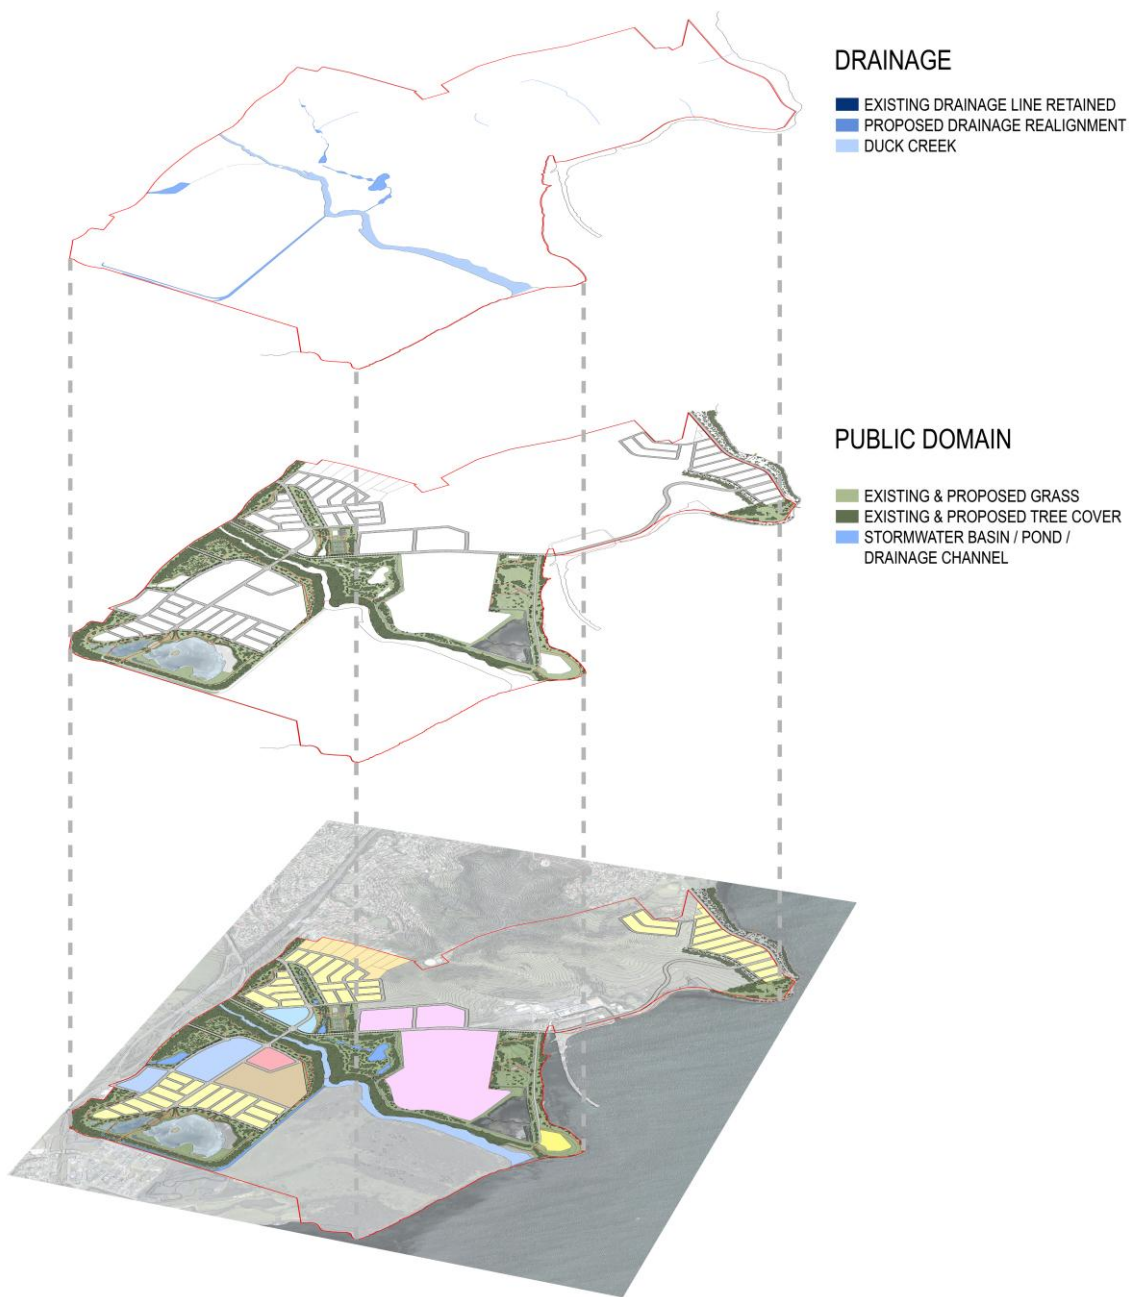 DRAINAGE
EXISTING DRAINAGE LINE RETAINED
PROPOSED DRAINAGE REALIGNMENT
DUCK CREEK
PUBLIC DOMAIN
EXISTING & PROPOSED GRASS
EXISTING & PROPOSED TREE COVER
STORMWATER BASIN / POND /
DRAINAGE CHANNEL